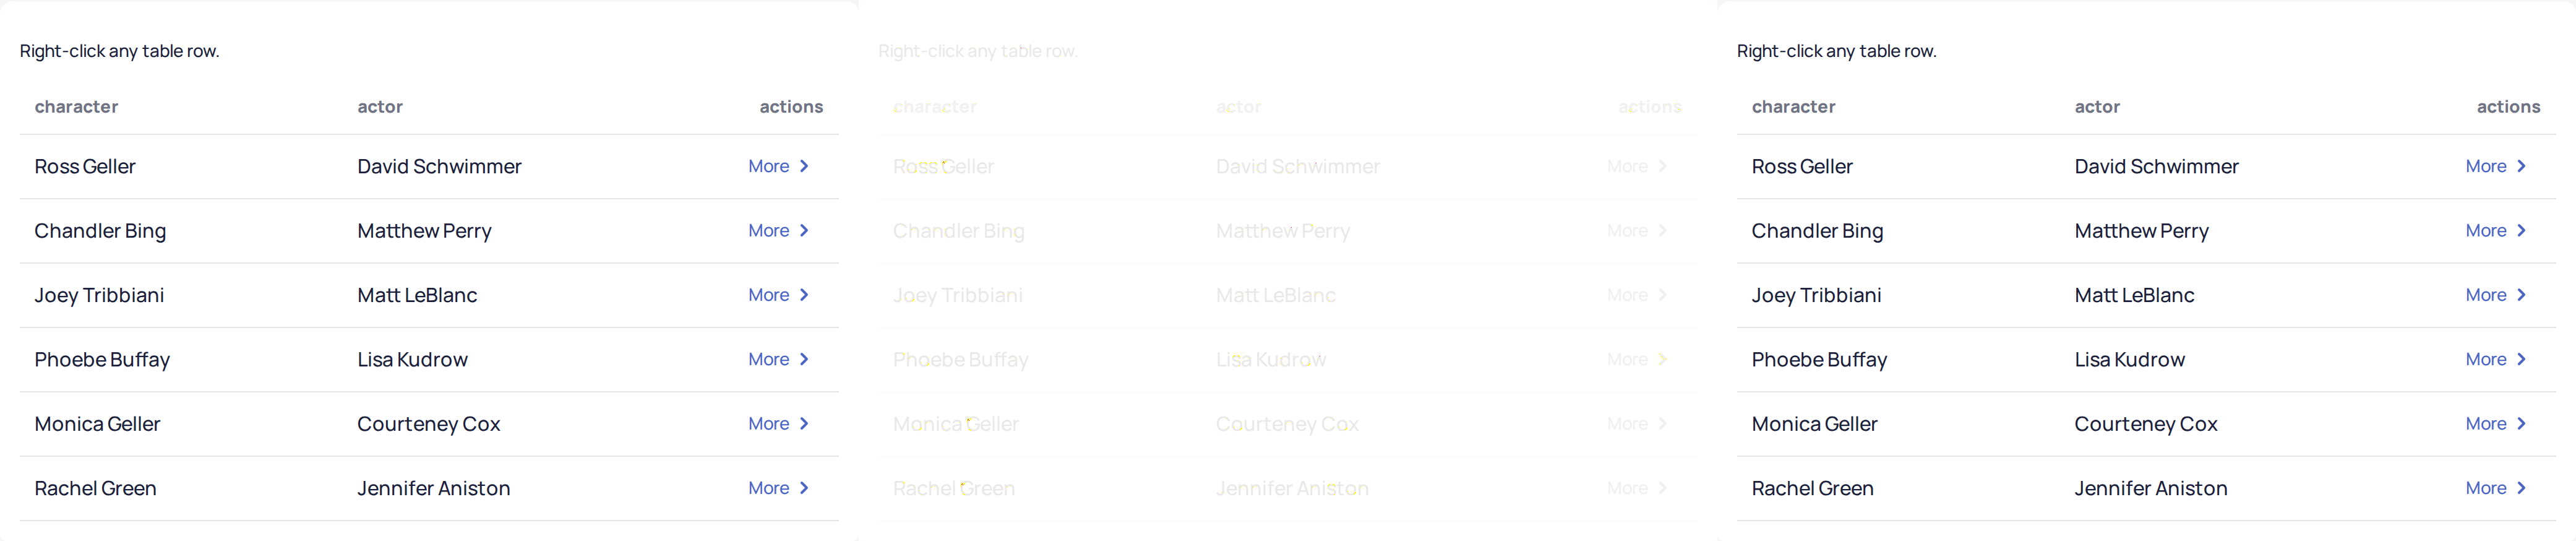 Right-click any table row.
character actor actions
Ross Geller David Schwimmer More
Chandler Bing Matthew Perry More
Joey Tribbiani Matt LeBlanc More
Phoebe Buffay Lisa Kudrow More
Monica Geller Courteney Cox More
Rachel Green Jennifer Aniston More
Right-click any table row.
character actor actions
Ross Geller David Schwimmer More
Chandler Bing Matthew Perry More
Joey Tribbiani Matt LeBlanc More
Phoebe Buffay Lisa Kudrow More
Monica Geller Courteney Cox More
Rachel Green Jennifer Aniston More
Right-click any table row.
character actor actions
Ross Geller David Schwimmer More
Chandler Bing Matthew Perry More
Joey Tribbiani Matt LeBlanc More
Phoebe Buffay Lisa Kudrow More
Monica Geller Courteney Cox More
Rachel Green Jennifer Aniston More